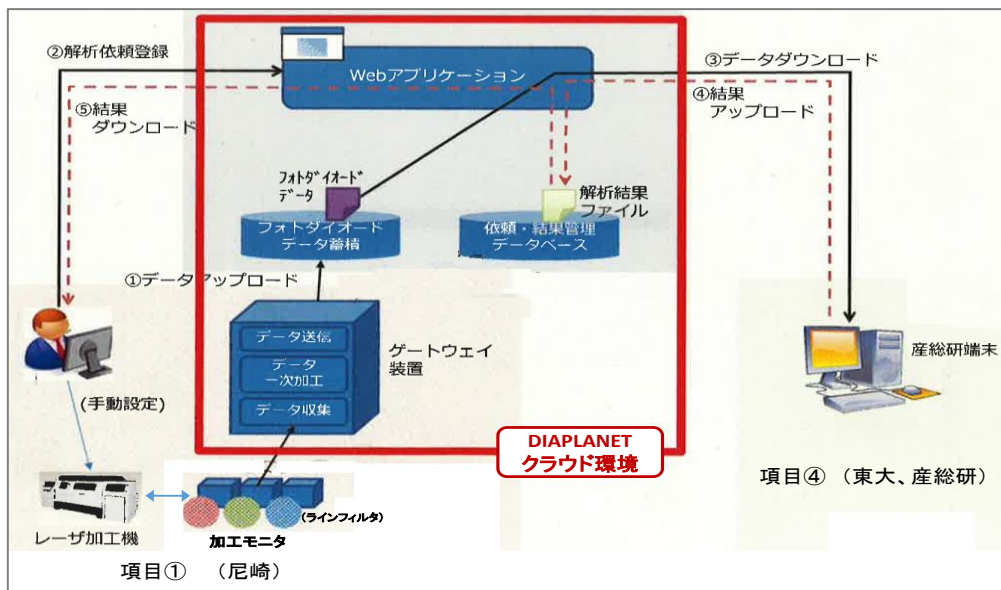 ②解析依頼登録
Webアプリケーション
③データダウンロード
④結果
アップロード
⑤結果
ダウンロード
ﾌｫﾄﾀﾞｲｵｰﾄﾞ
データ
解析結果
ファイル
フォトダイオード
データ蓄積
依頼・結果管理
データベース
①データアップロード
データ送信
データ
一次加工
データ収集
ゲートウェイ
装置
産総研端末
(手動設定)
DIAPLANET
クラウド環境
項目④（東大、産総研）
(ラインフィルタ)
レーザ加工機
加工モニタ
項目①　（尼崎）